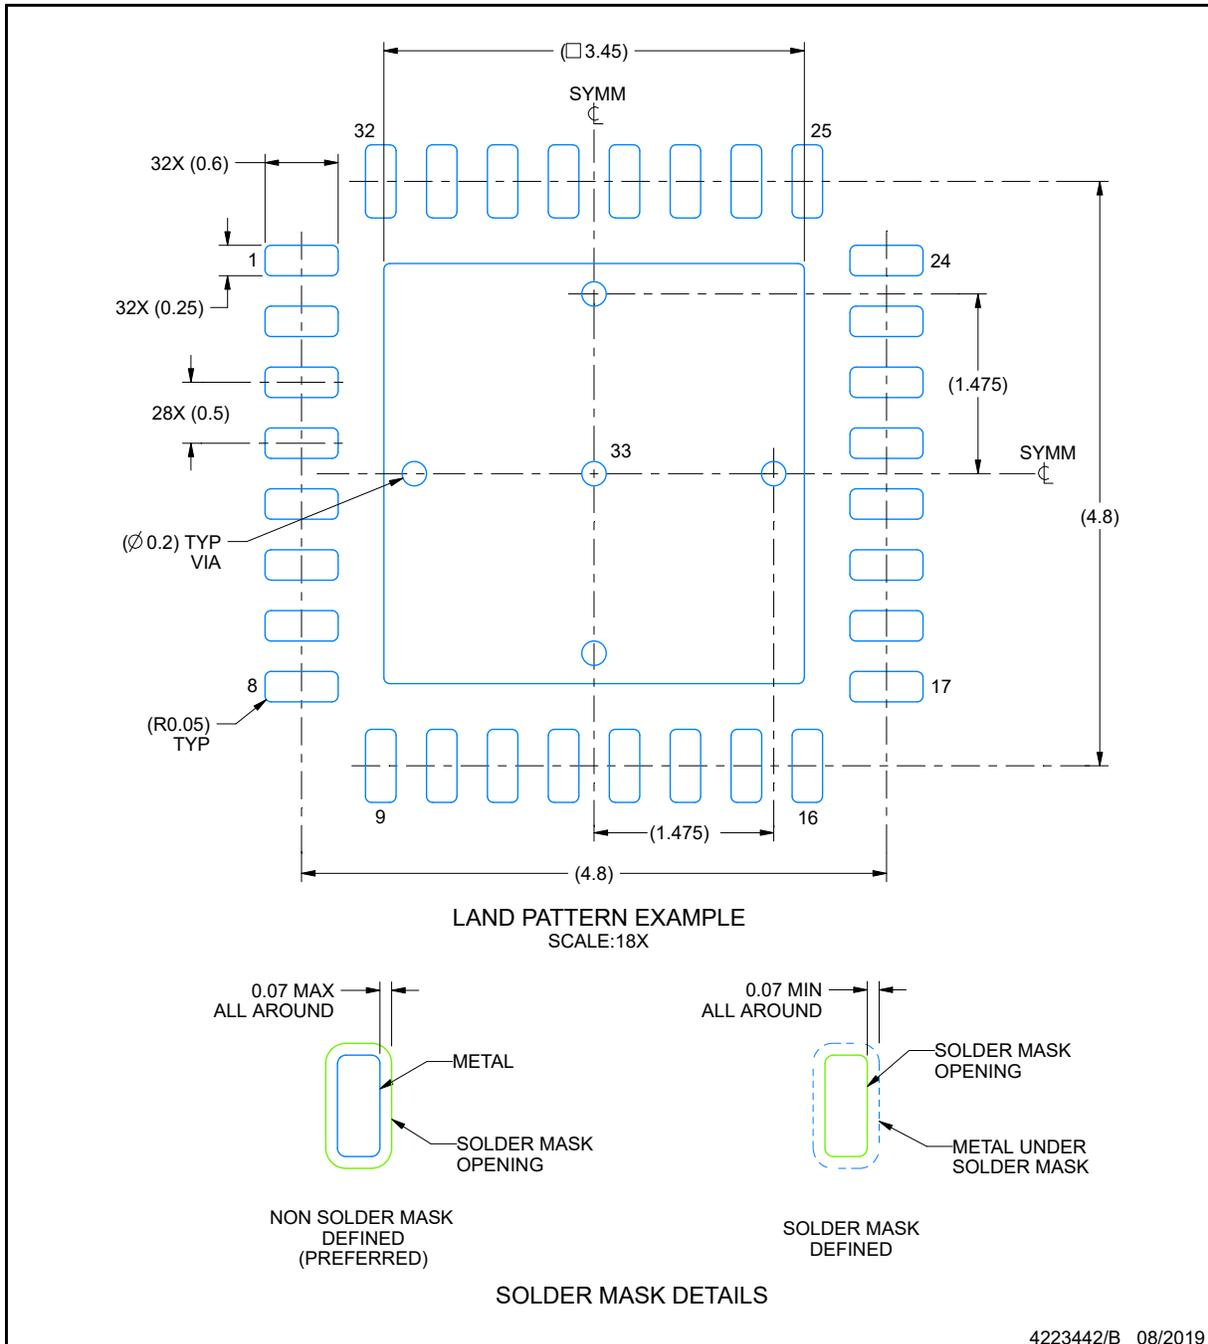 (□ 3.45)
SYMM
℄
32
25
32X (0.6)
1
24
32X (0.25)
(1.475)
28X (0.5)
33
SYMM
℄
(4.8)
(∅ 0.2) TYP
VIA
8
17
(R0.05)
TYP
9
16
(1.475)
(4.8)
LAND PATTERN EXAMPLE
SCALE:18X
0.07 MAX
ALL AROUND
0.07 MIN
ALL AROUND
METAL
SOLDER MASK
OPENING
SOLDER MASK
OPENING
METAL UNDER
SOLDER MASK
NON SOLDER MASK
DEFINED
(PREFERRED)
SOLDER MASK
DEFINED
SOLDER MASK DETAILS
4223442/B 08/2019